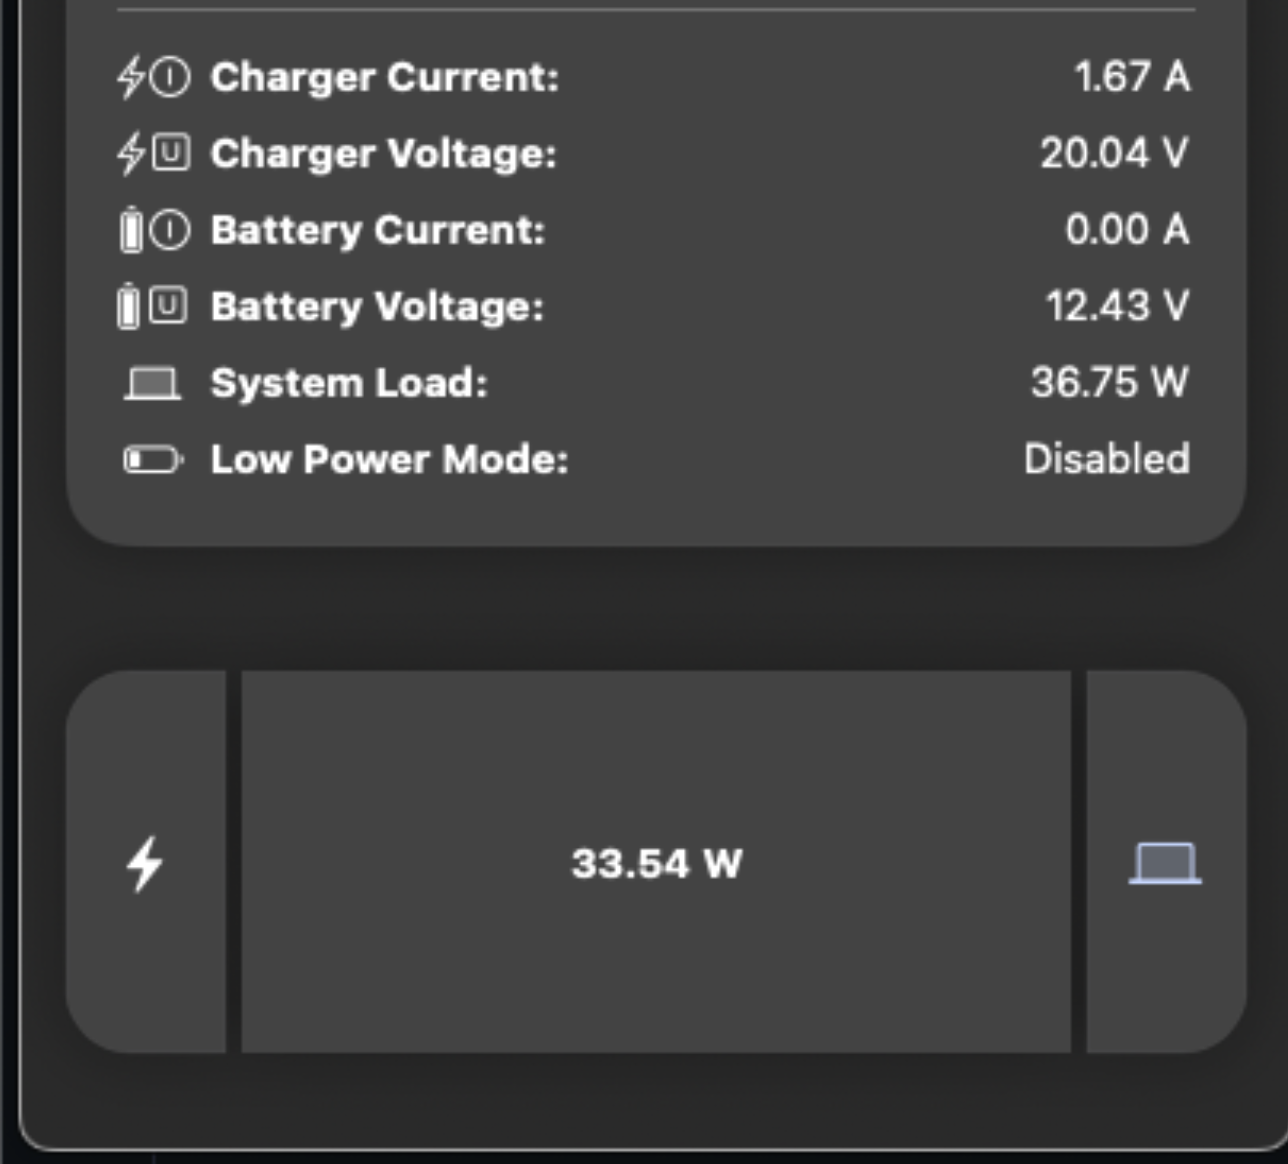 Charger Current: 1.67 A
Charger Voltage: 20.04 V
Battery Current: 0.00 A
Battery Voltage: 12.43 V
System Load: 36.75 W
Low Power Mode: Disabled
33.54 W